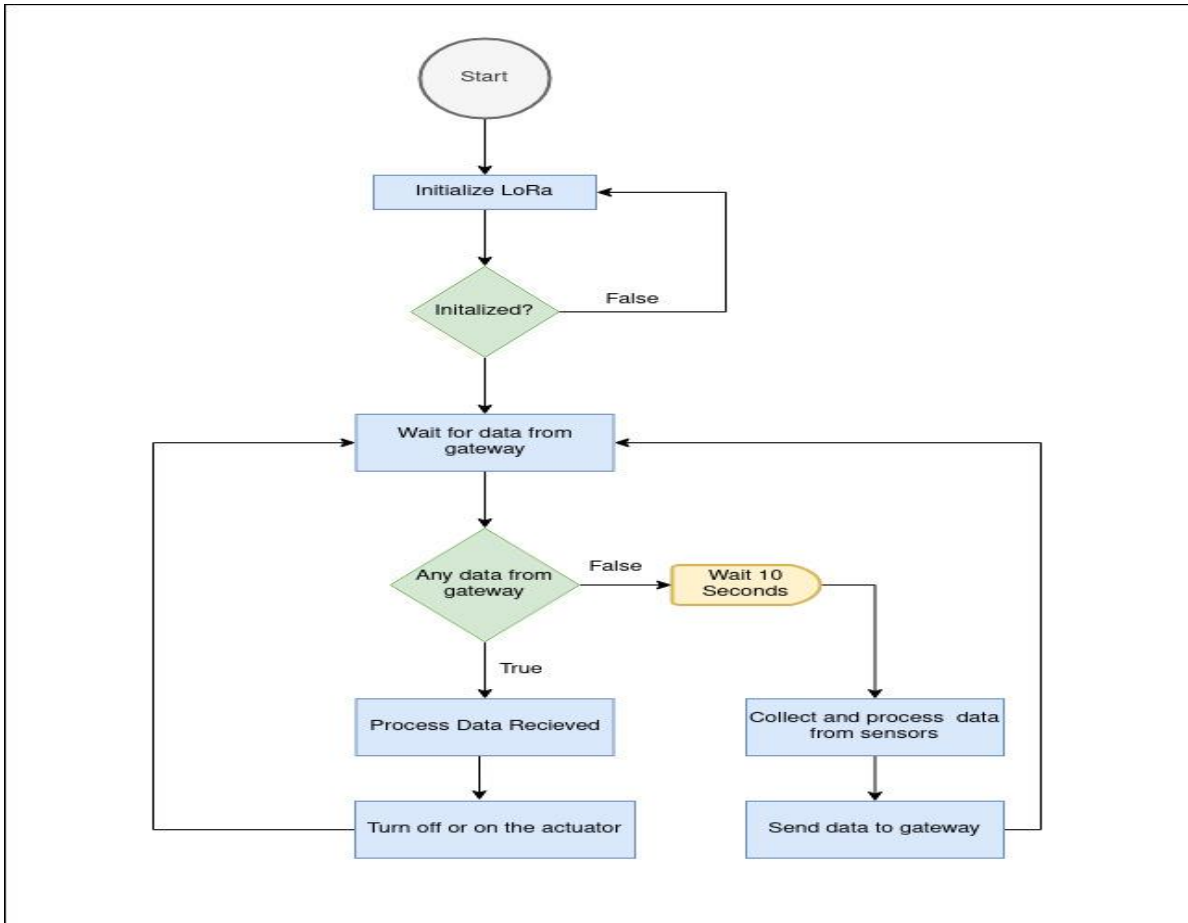 Start
Initialize LoRa
Initalized?
False
Wait for data from
gateway
Any data from
gateway
False
Wait 10
Seconds
True
Process Data Recieved
Collect and process data
from sensors
Turn off or on the actuator
Send data to gateway